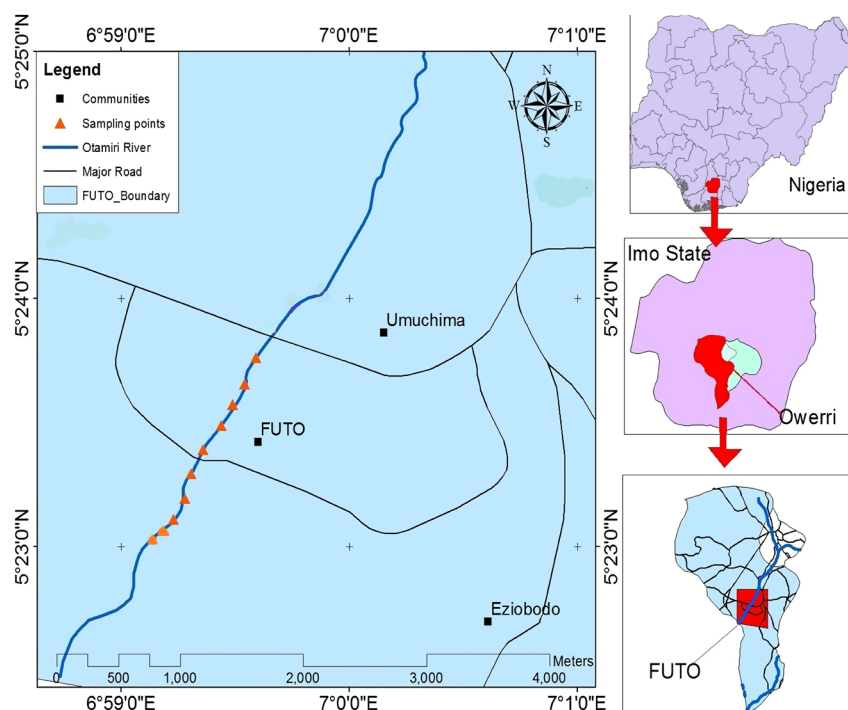 6°59'0"E 7°0'0"E 7°1'0"E
5°25'0"N
5°25'0"N
Legend
Communities
Sampling points
Otamiri River
Major Road
FUTO_Boundary
N
W E
S
Nigeria
Imo State
Owerri
5°24'0"N
5°24'0"N
Umuchima
FUTO
5°23'0"N
5°23'0"N
Eziobodo
Meters
0 500 1,000 2,000 3,000 4,000
6°59'0"E 7°0'0"E 7°1'0"E
FUTO